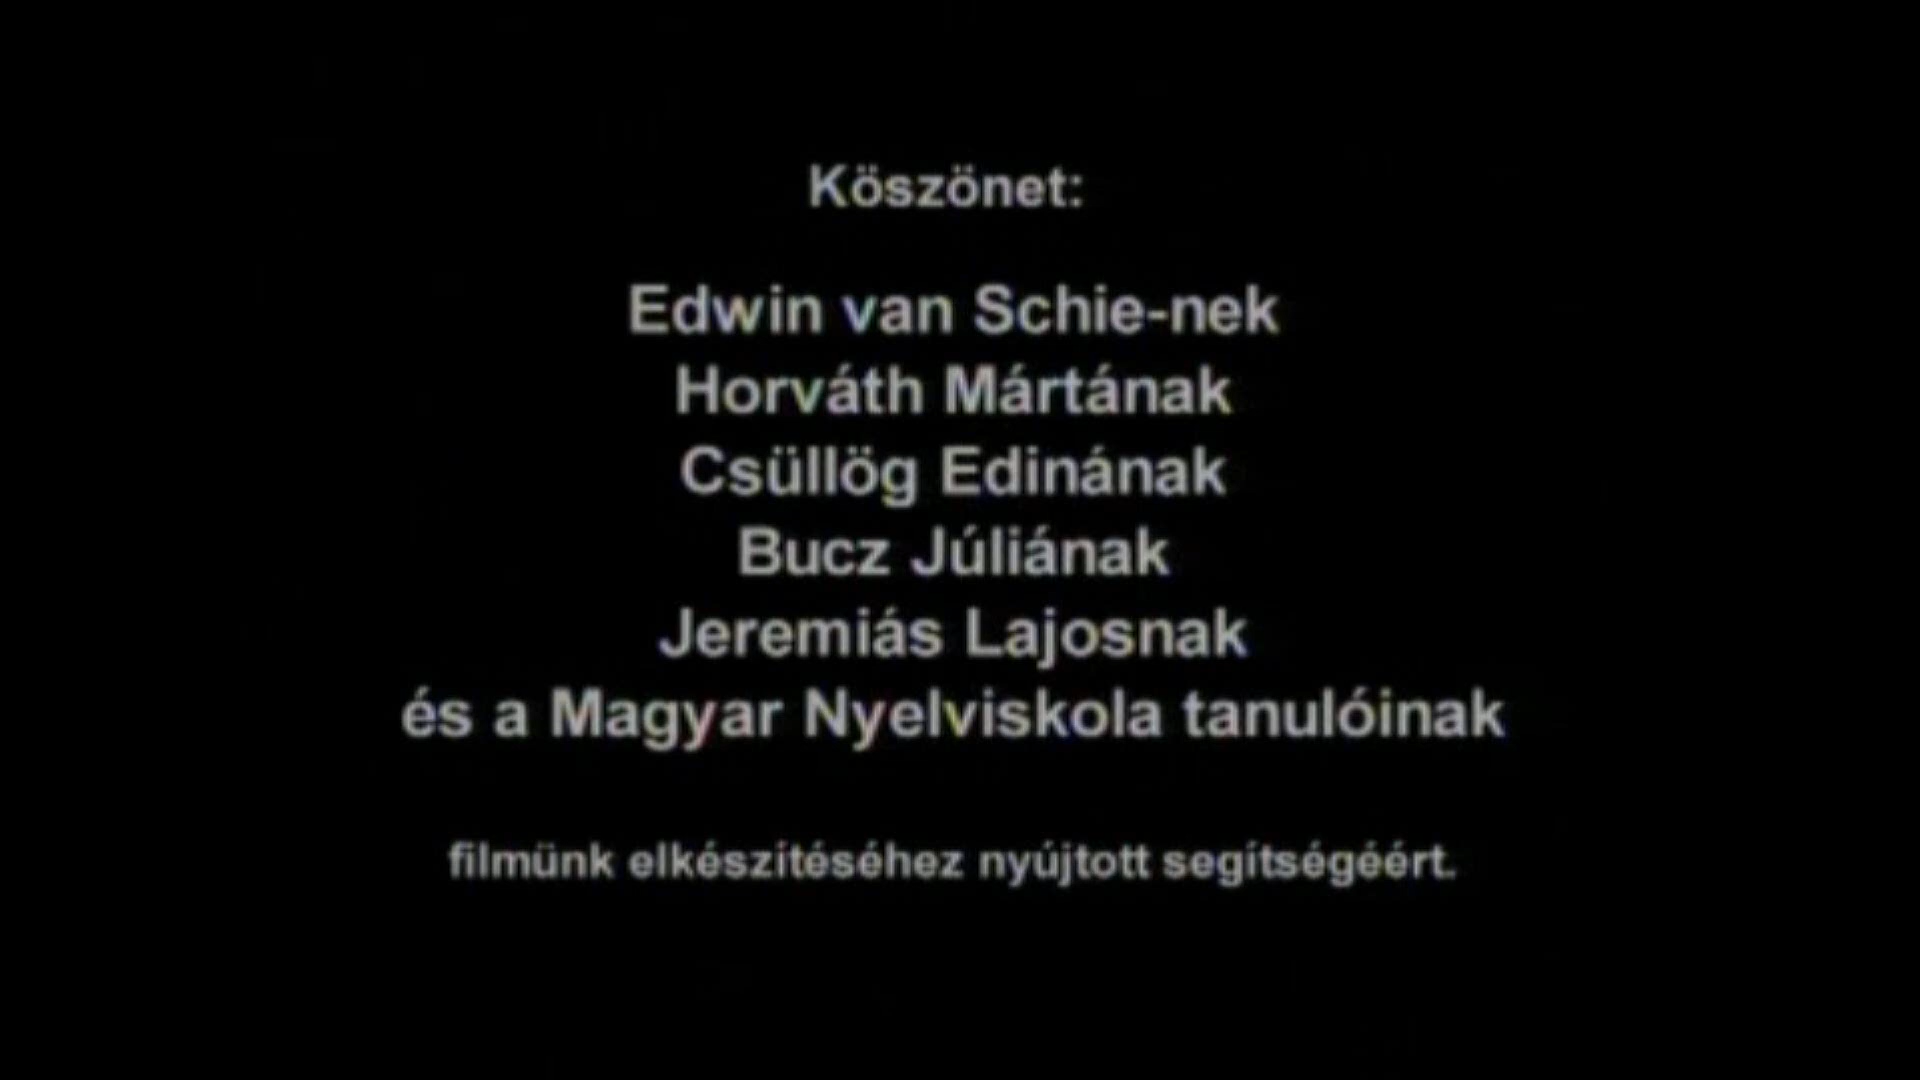 Köszönet:
Edwin van Schie-nek
Horváth Mártának
Csüllög Edinának
Bucz Júliának
Jeremiás Lajosnak
és a Magyar Nyelviskola tanulóinak
filmünk elkészítéséhez nyújtott segítségéért.